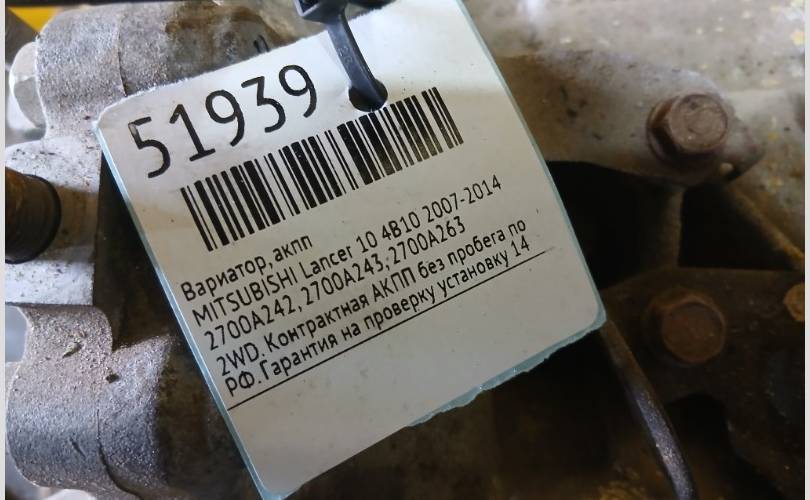 51939
Вариатор, акпп
MITSUBISHI Lancer 10 4B10 2007-2014
2700A242, 2700A243, 2700A263
2WD. Контрактная АКПП без пробега по
РФ.Гарантия на проверку установку 14